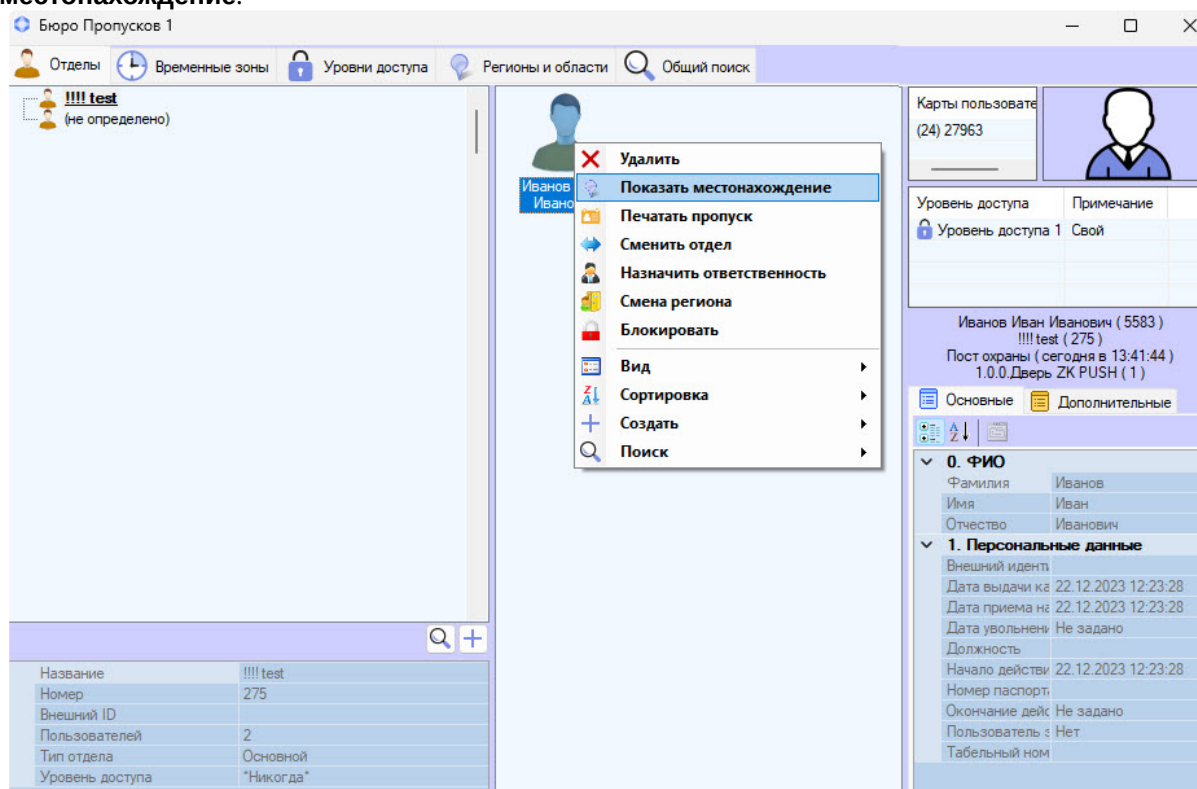 местонахождение.
Бюро Пропусков 1
Отделы
Временные зоны
Уровни доступа
Регионы и области
Общий поиск
!!!! test
(не определено)
Название !!!! test
Номер 275
Внешний ID
Пользователей 2
Тип отдела Основной
Уровень доступа "Никогда"
Иванов
Ивано
Удалить
Показать местонахождение
Печатать пропуск
Сменить отдел
Назначить ответственность
Смена региона
Блокировать
Вид
Сортировка
Создать
Поиск
Карты пользовате
(24) 27963
Уровень доступа Примечание
Уровень доступа 1 Свой
Иванов Иван Иванович ( 5583 )
!!!! test ( 275 )
Пост охраны ( сегодня в 13:41:44 )
1.0.0.Дверь ZK PUSH ( 1 )
Основные Дополнительные
0. ФИО
Фамилия Иванов
Имя Иван
Отчество Иванович
1. Персональные данные
Внешний иденти
Дата выдачи ка 22.12.2023 12:23:28
Дата приема на 22.12.2023 12:23:28
Дата увольнени Не задано
Должность
Начало действи 22.12.2023 12:23:28
Номер паспорта
Окончание дейс Не задано
Пользователь з Нет
Табельный ном